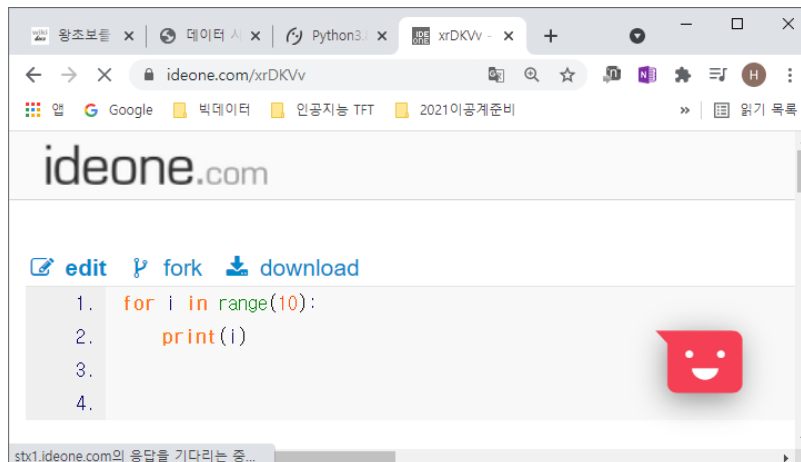 왕초보를
데이터 시
Python3.
xrDKVv -
ideone.com/xrDKVv
H
앱
Google
빅데이터
인공지능 TFT
2021이공계준비
»
읽기 목록
ideone.com
edit fork download
1. for i in range(10):
2. print(i)
3.
4.
stx1.ideone.com의 응답을 기다리는 중...